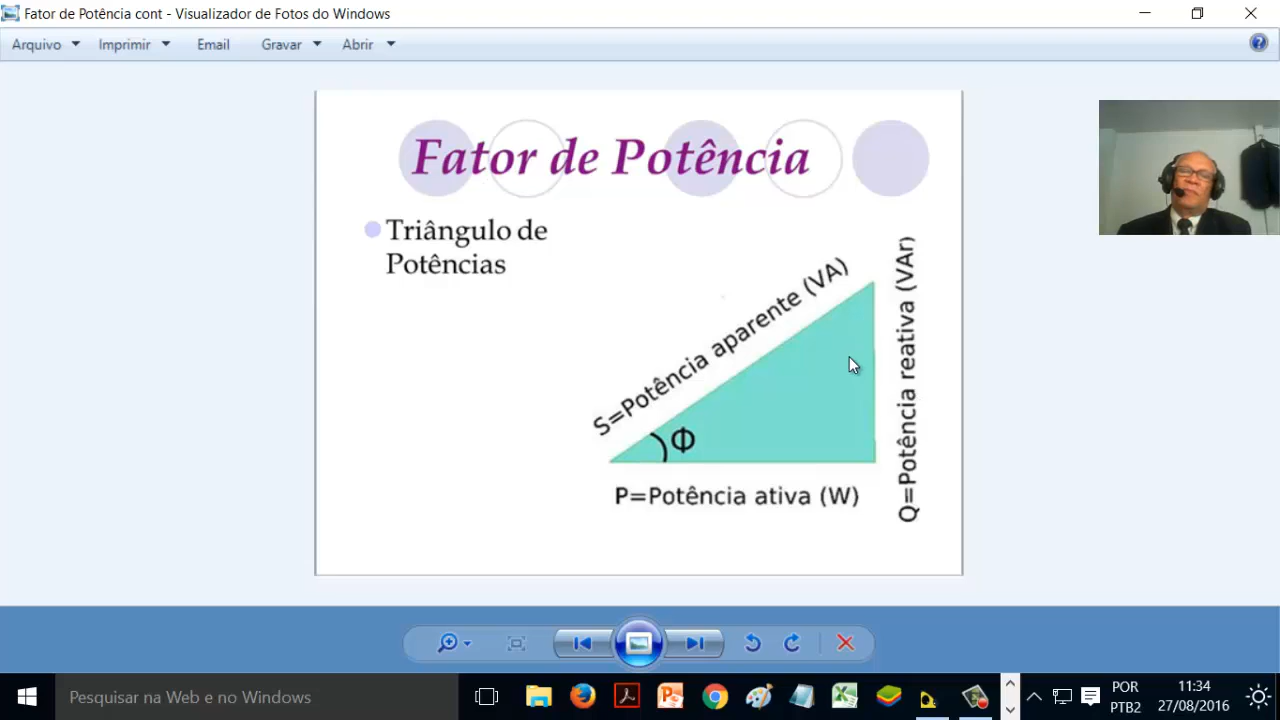 Fator de Potência cont - Visualizador de Fotos do Windows
Arquivo Imprimir Email Gravar Abrir
Fator de Potência
Triângulo de
Potências
S=Potência aparente (VA)
Φ
P=Potência ativa (W)
Q=Potência reativa (VAr)
Pesquisar na Web e no Windows
POR
PTB2
11:34
27/08/2016